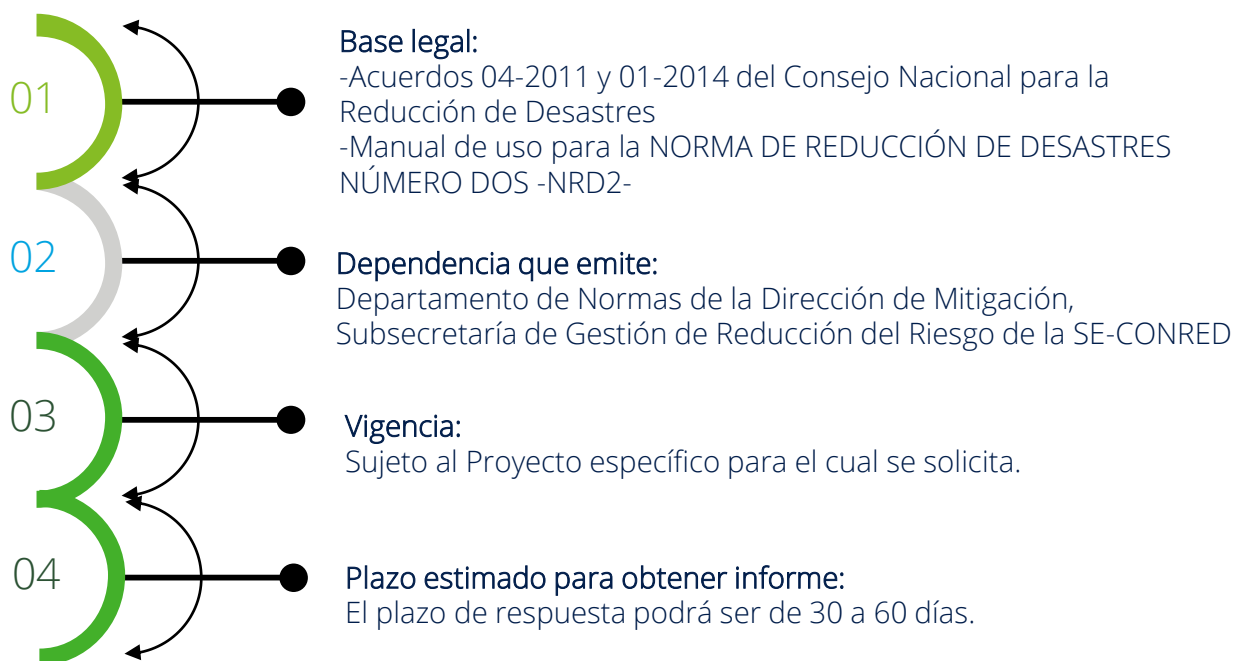 01
Base legal:
-Acuerdos 04-2011 y 01-2014 del Consejo Nacional para la
Reducción de Desastres
-Manual de uso para la NORMA DE REDUCCIÓN DE DESASTRES
NÚMERO DOS -NRD2-
02
Dependencia que emite:
Departamento de Normas de la Dirección de Mitigación,
Subsecretaría de Gestión de Reducción del Riesgo de la SE-CONRED
03
Vigencia:
Sujeto al Proyecto específico para el cual se solicita.
04
Plazo estimado para obtener informe:
El plazo de respuesta podrá ser de 30 a 60 días.